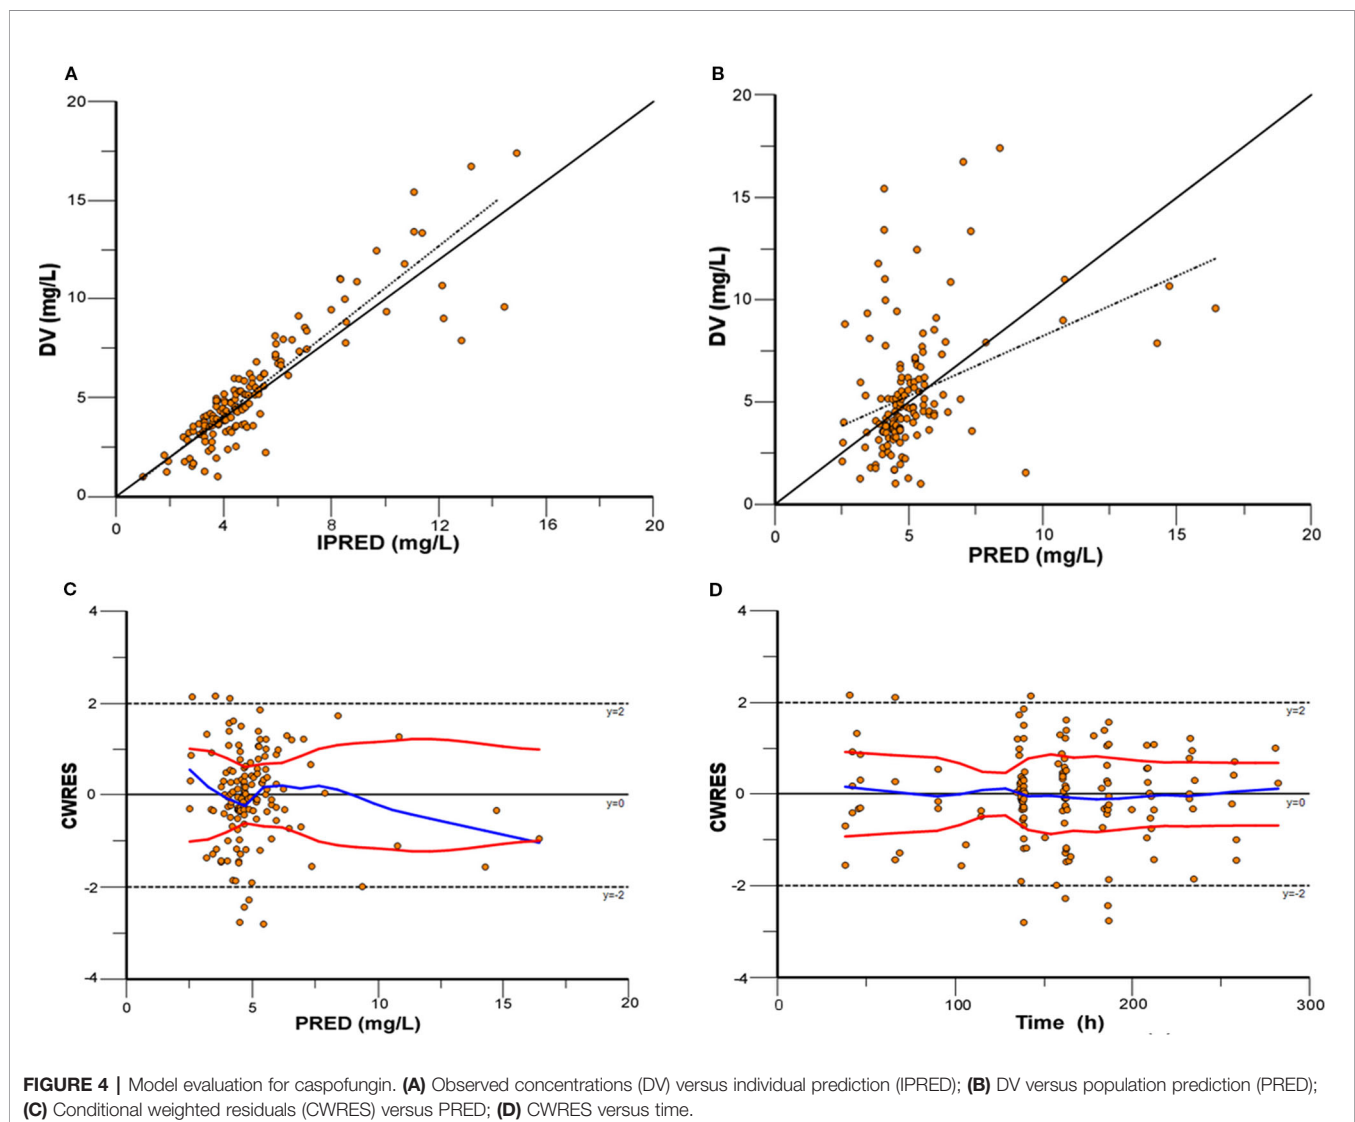 A
20
15
10
5
0
DV (mg/L)
0
4
8
12
16
20
IPRED (mg/L)
B
20
15
10
5
0
DV (mg/L)
0
5
10
15
20
PRED (mg/L)
C
4
2
0
-2
-4
CWRES
y=2
y=0
y=-2
0
5
10
15
20
PRED (mg/L)
D
4
2
0
-2
-4
CWRES
y=2
y=0
y=-2
0
100
200
300
Time (h)
FIGURE 4 | Model evaluation for caspofungin. (A) Observed concentrations (DV) versus individual prediction (IPRED); (B) DV versus population prediction (PRED);
(C) Conditional weighted residuals (CWRES) versus PRED; (D) CWRES versus time.